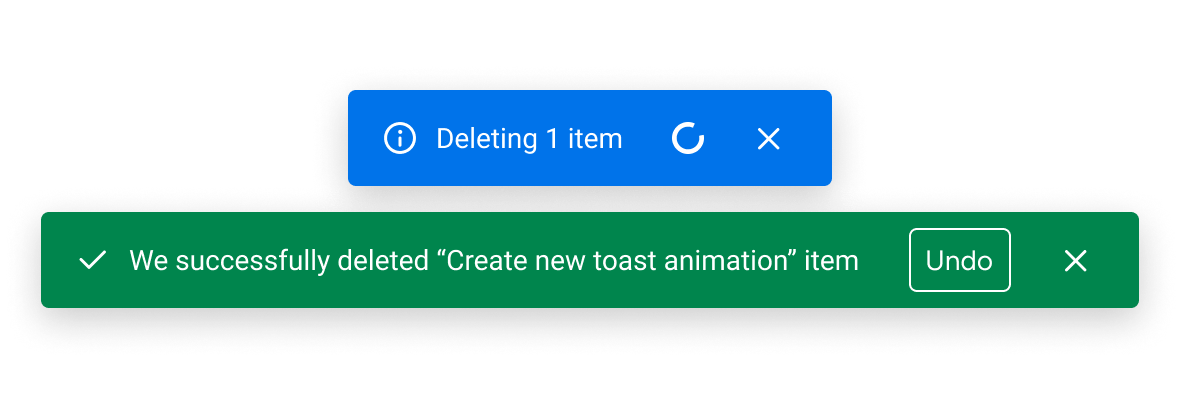 Deleting 1 item
We successfully deleted “Create new toast animation” item
Undo